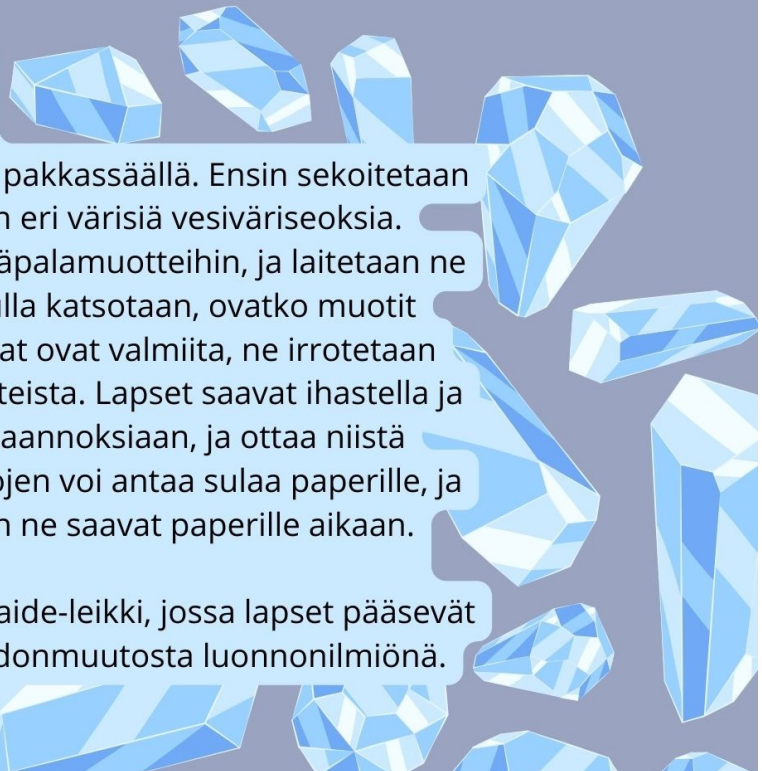 pakkassäällä. Ensin sekoitetaan
n eri värisiä vesiväriseoksia.
äpalamuotteihin, ja laitetaan ne
lla katsotaan, ovatko muotit
at ovat valmiita, ne irrotetaan
teista. Lapset saavat ihastella ja
aannoksiaan, ja ottaa niistä
jen voi antaa sulaa paperille, ja
n ne saavat paperille aikaan.
aide-leikki, jossa lapset pääsevät
donmuutosta luonnonilmiönä.